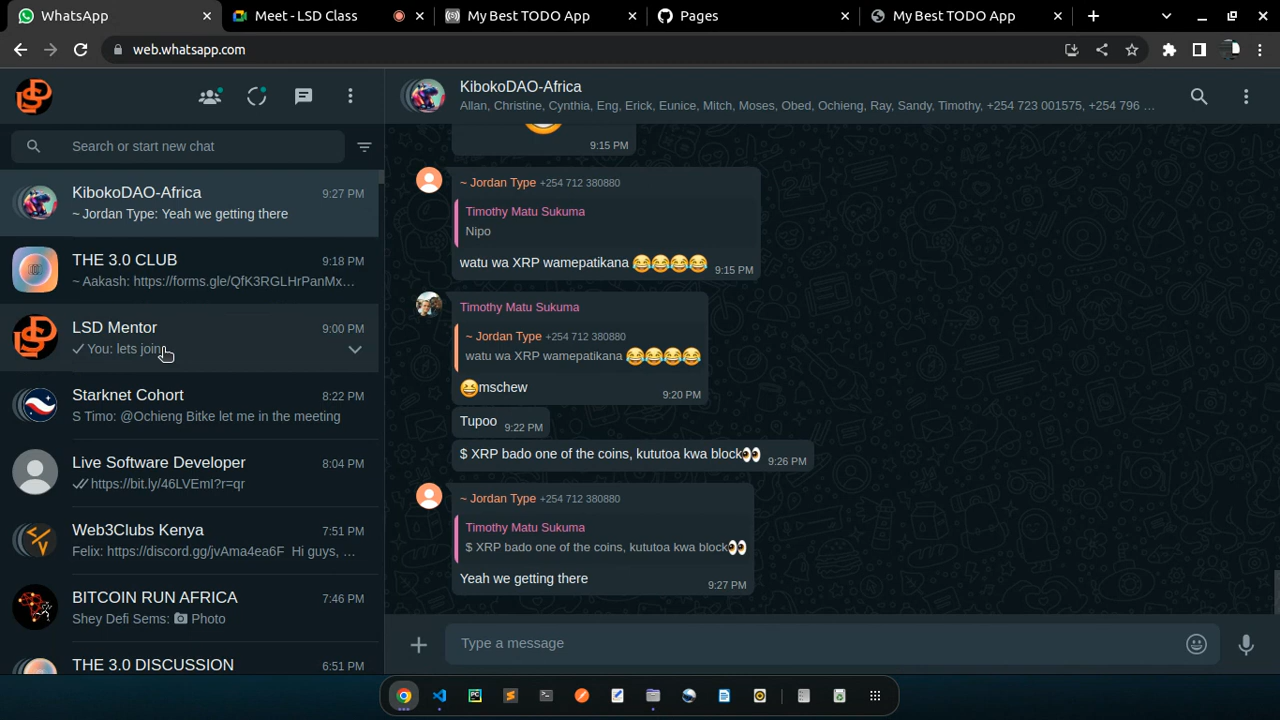 WhatsApp
Meet - LSD Class
My Best TODO App
Pages
My Best TODO App
web.whatsapp.com
Search or start new chat
KibokoDAO-Africa 9:27 PM
~ Jordan Type: Yeah we getting there
THE 3.0 CLUB 9:18 PM
~ Aakash: https://forms.gle/QfK3RGLHrPanMx...
LSD Mentor 9:00 PM
You: lets join
Starknet Cohort 8:22 PM
S Timo: @Ochieng Bitke let me in the meeting
Live Software Developer 8:04 PM
https://bit.ly/46LVEmI?r=qr
Web3Clubs Kenya 7:51 PM
Felix: https://discord.gg/jvAma4ea6F Hi guys, ...
BITCOIN RUN AFRICA 7:46 PM
Shey Defi Sems: 📷 Photo
THE 3.0 DISCUSSION 6:51 PM
KibokoDAO-Africa
Allan, Christine, Cynthia, Eng, Erick, Eunice, Mitch, Moses, Obed, Ochieng, Ray, Sandy, Timothy, +254 723 001575, +254 796 ...
9:15 PM
~ Jordan Type +254 712 380880
Timothy Matu Sukuma
Nipo
watu wa XRP wamepatikana 😂😂😂😂 9:15 PM
Timothy Matu Sukuma
~ Jordan Type +254 712 380880
watu wa XRP wamepatikana 😂😂😂😂
😆mschew
9:20 PM
Tupoo 9:22 PM
$ XRP bado one of the coins, kututoa kwa block👀 9:26 PM
~ Jordan Type +254 712 380880
Timothy Matu Sukuma
$ XRP bado one of the coins, kututoa kwa block👀
Yeah we getting there 9:27 PM
Type a message